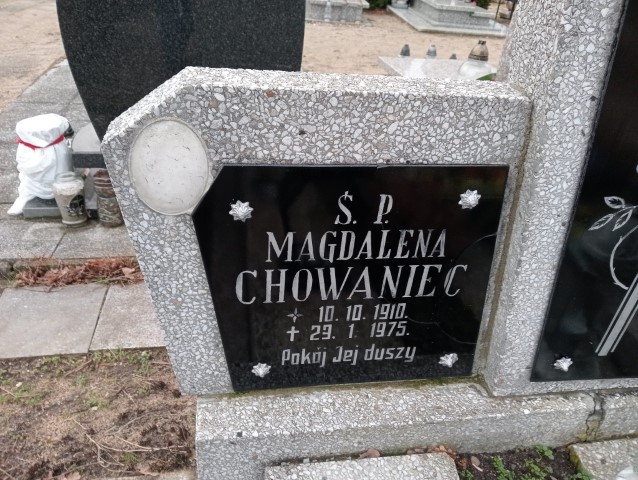 Ś. P.
MAGDALENA
CHOWANIEC
10. 10. 1910.
29. 1. 1975.
Pokój Jej duszy